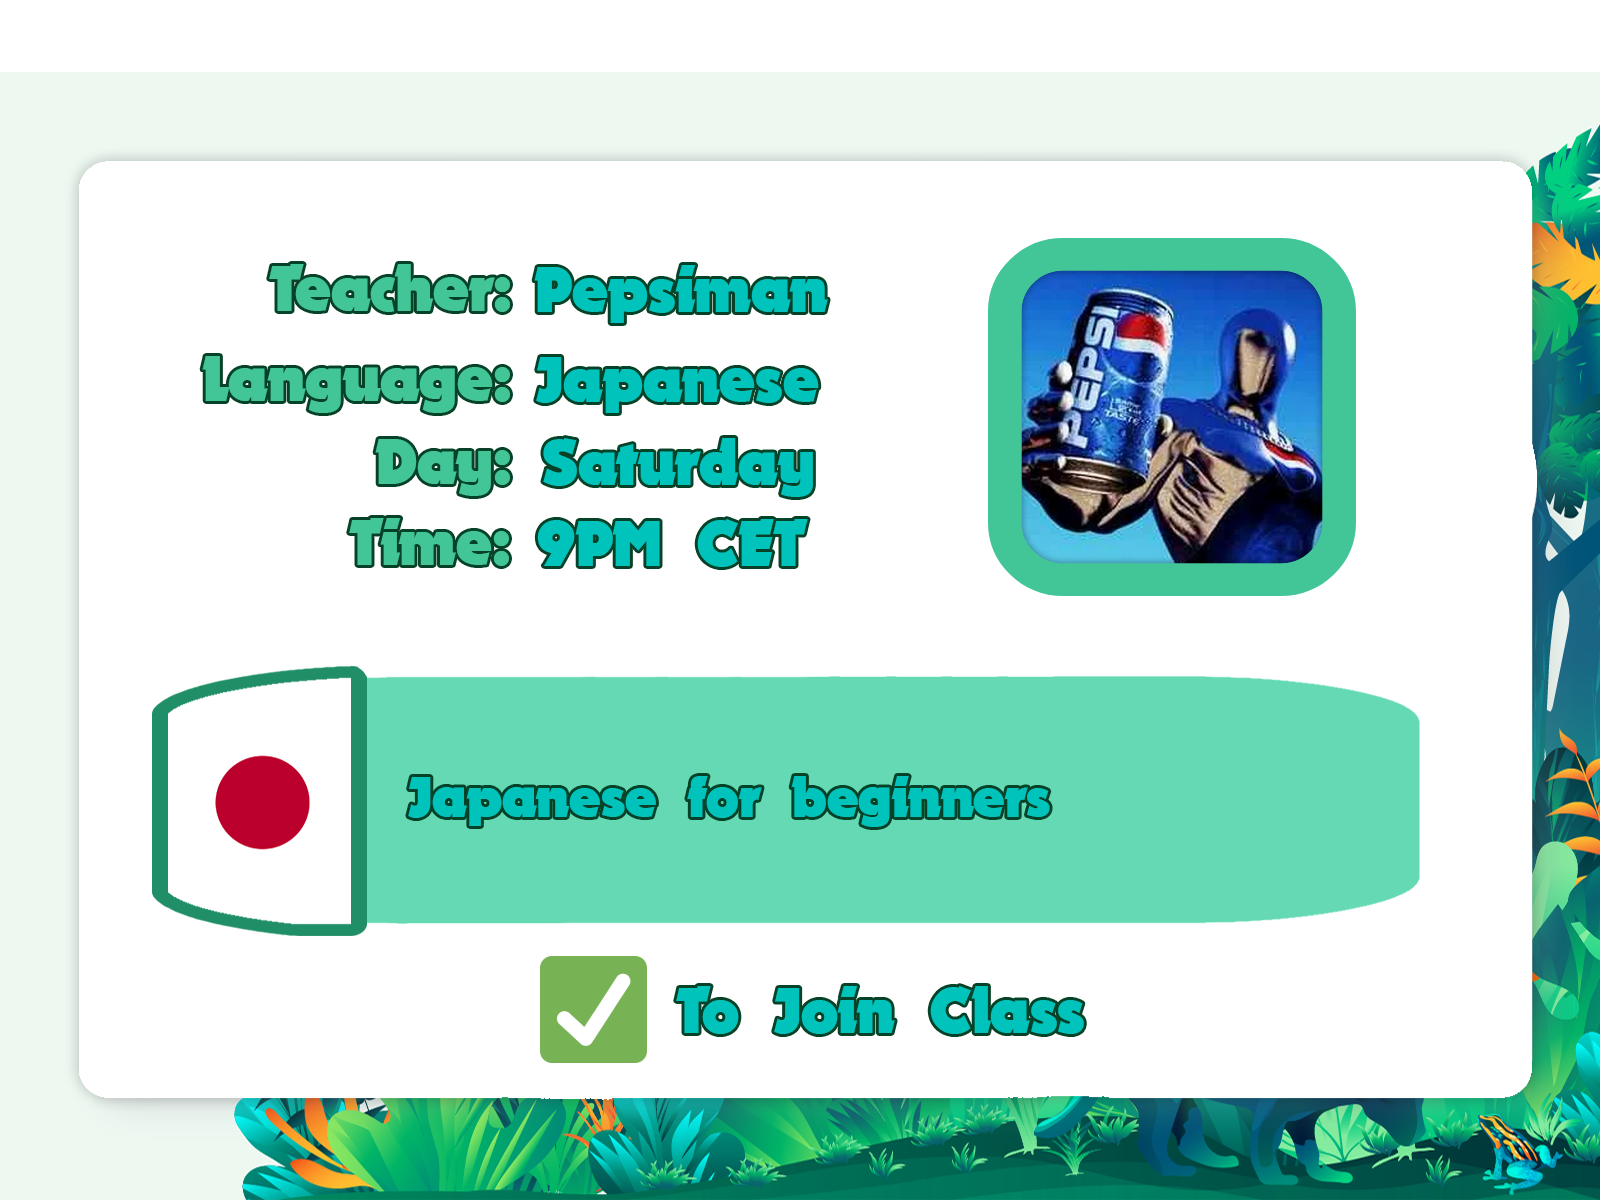 Teacher: Pepsiman
Language: Japanese
Day: Saturday
Time: 9PM CET
PEPSI
Japanese for beginners
To Join Class